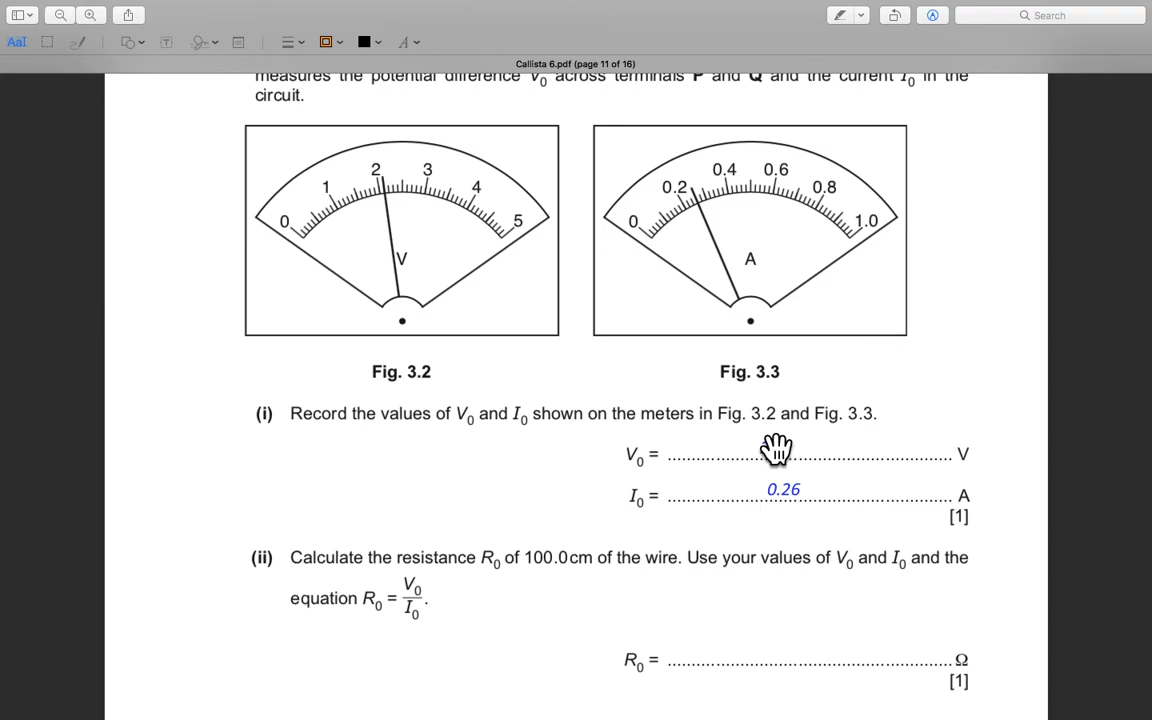 Search
AaI
Callista 6.pdf (page 11 of 16)
measures the potential difference V0 across terminals P and Q and the current I0 in the
circuit.
0 1 2 3 4 5
V
0 0.2 0.4 0.6 0.8 1.0
A
Fig. 3.2
Fig. 3.3
(i) Record the values of V0 and I0 shown on the meters in Fig. 3.2 and Fig. 3.3.
V0 = .......... V
I0 = .......... 0.26 .......... A
[1]
(ii) Calculate the resistance R0 of 100.0 cm of the wire. Use your values of V0 and I0 and the
equation R0 = V0/I0.
R0 = .......... Ω
[1]